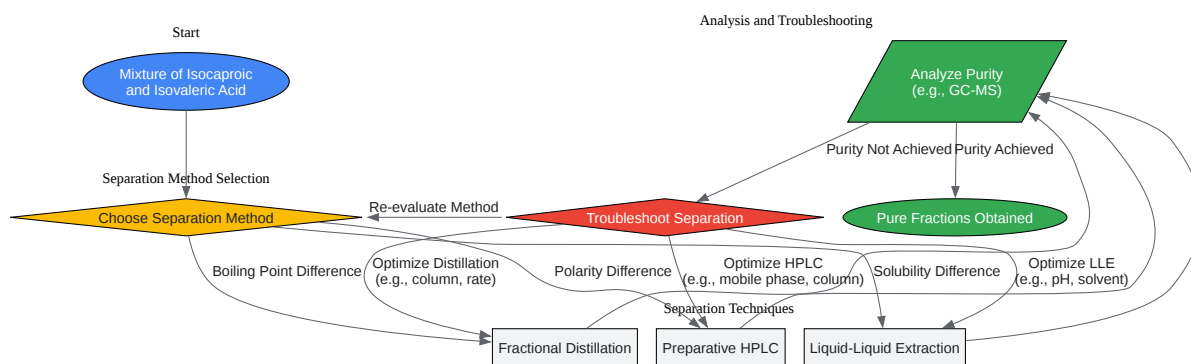 Analysis and Troubleshooting
Start
Mixture of Isocaproic
and Isovaleric Acid
Analyze Purity
(e.g., GC-MS)
Purity Not Achieved
Purity Achieved
Separation Method Selection
Re-evaluate Method
Choose Separation Method
Troubleshoot Separation
Pure Fractions Obtained
Boiling Point Difference
Optimize Distillation
(e.g., column, rate)
Polarity Difference
Optimize HPLC
(e.g., mobile phase, column)
Solubility Difference
Optimize LLE
(e.g., pH, solvent)
Separation Techniques
Fractional Distillation
Preparative HPLC
Liquid-Liquid Extraction